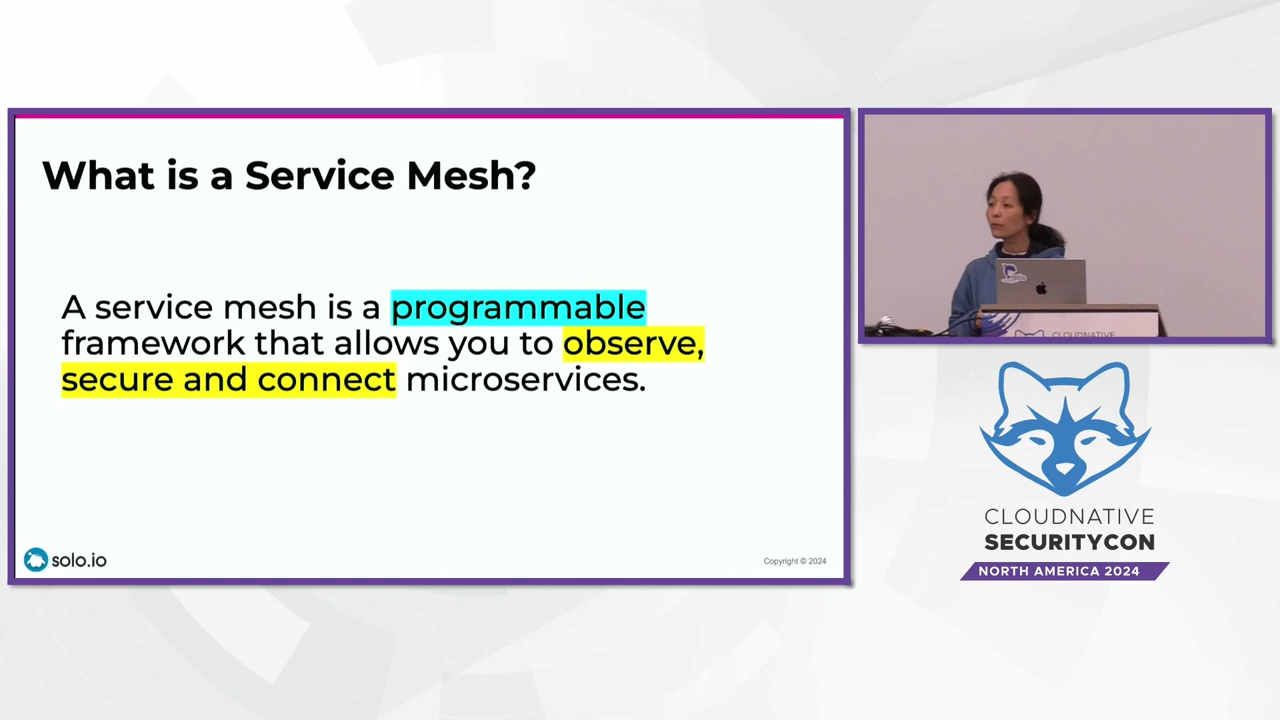 What is a Service Mesh?
A service mesh is a programmable
framework that allows you to observe,
secure and connect microservices.
solo.io
Copyright © 2024
CLOUDNATIVE
CLOUDNATIVE
SECURITYCON
NORTH AMERICA 2024